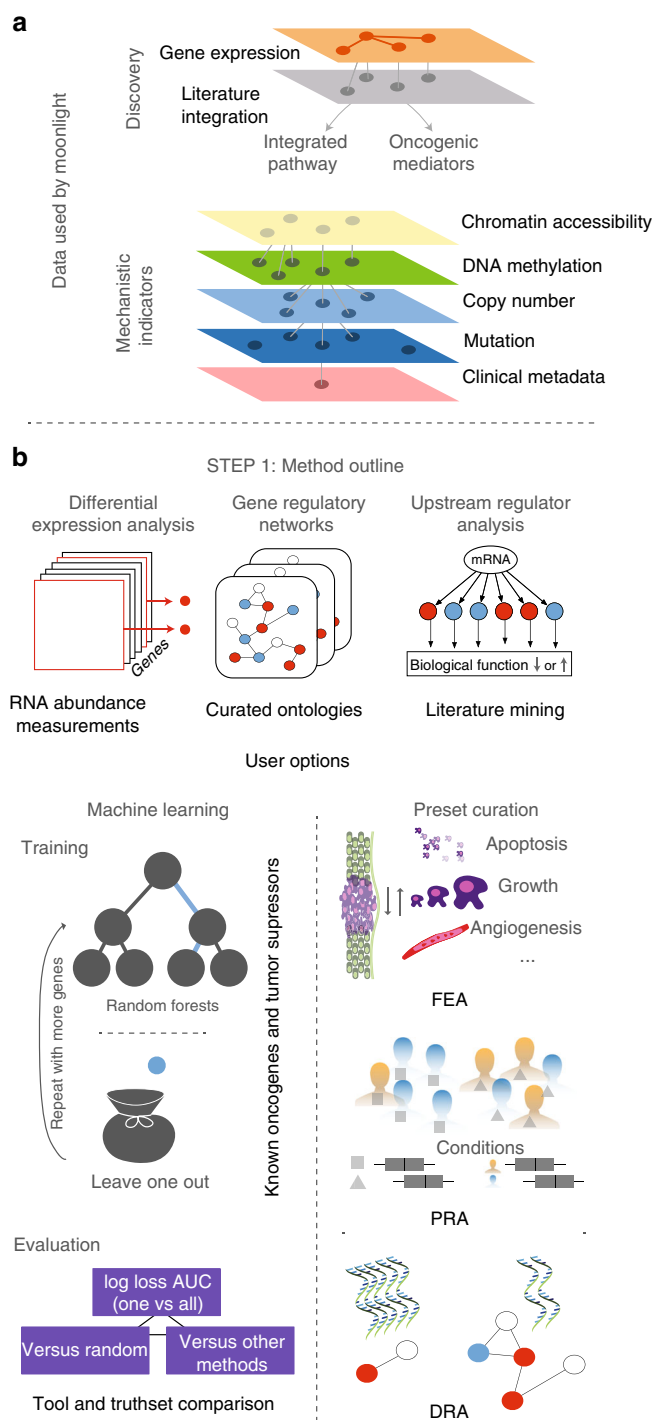 a
Data used by moonlight
Discovery
Gene expression
Literature
integration
Integrated
pathway
Oncogenic
mediators
Mechanistic
indicators
Chromatin accessibility
DNA methylation
Copy number
Mutation
Clinical metadata
b
STEP 1: Method outline
Differential
expression analysis
Gene regulatory
networks
Upstream regulator
analysis
Genes
mRNA
Biological function ↓ or ↑
RNA abundance
measurements
Curated ontologies
Literature mining
User options
Machine learning
Training
Random forests
Repeat with more genes
Leave one out
Known oncogenes and tumor supressors
Evaluation
log loss AUC
(one vs all)
Versus random
Versus other
methods
Tool and truthset comparison
Preset curation
Apoptosis
Growth
Angiogenesis
...
FEA
Conditions
PRA
DRA